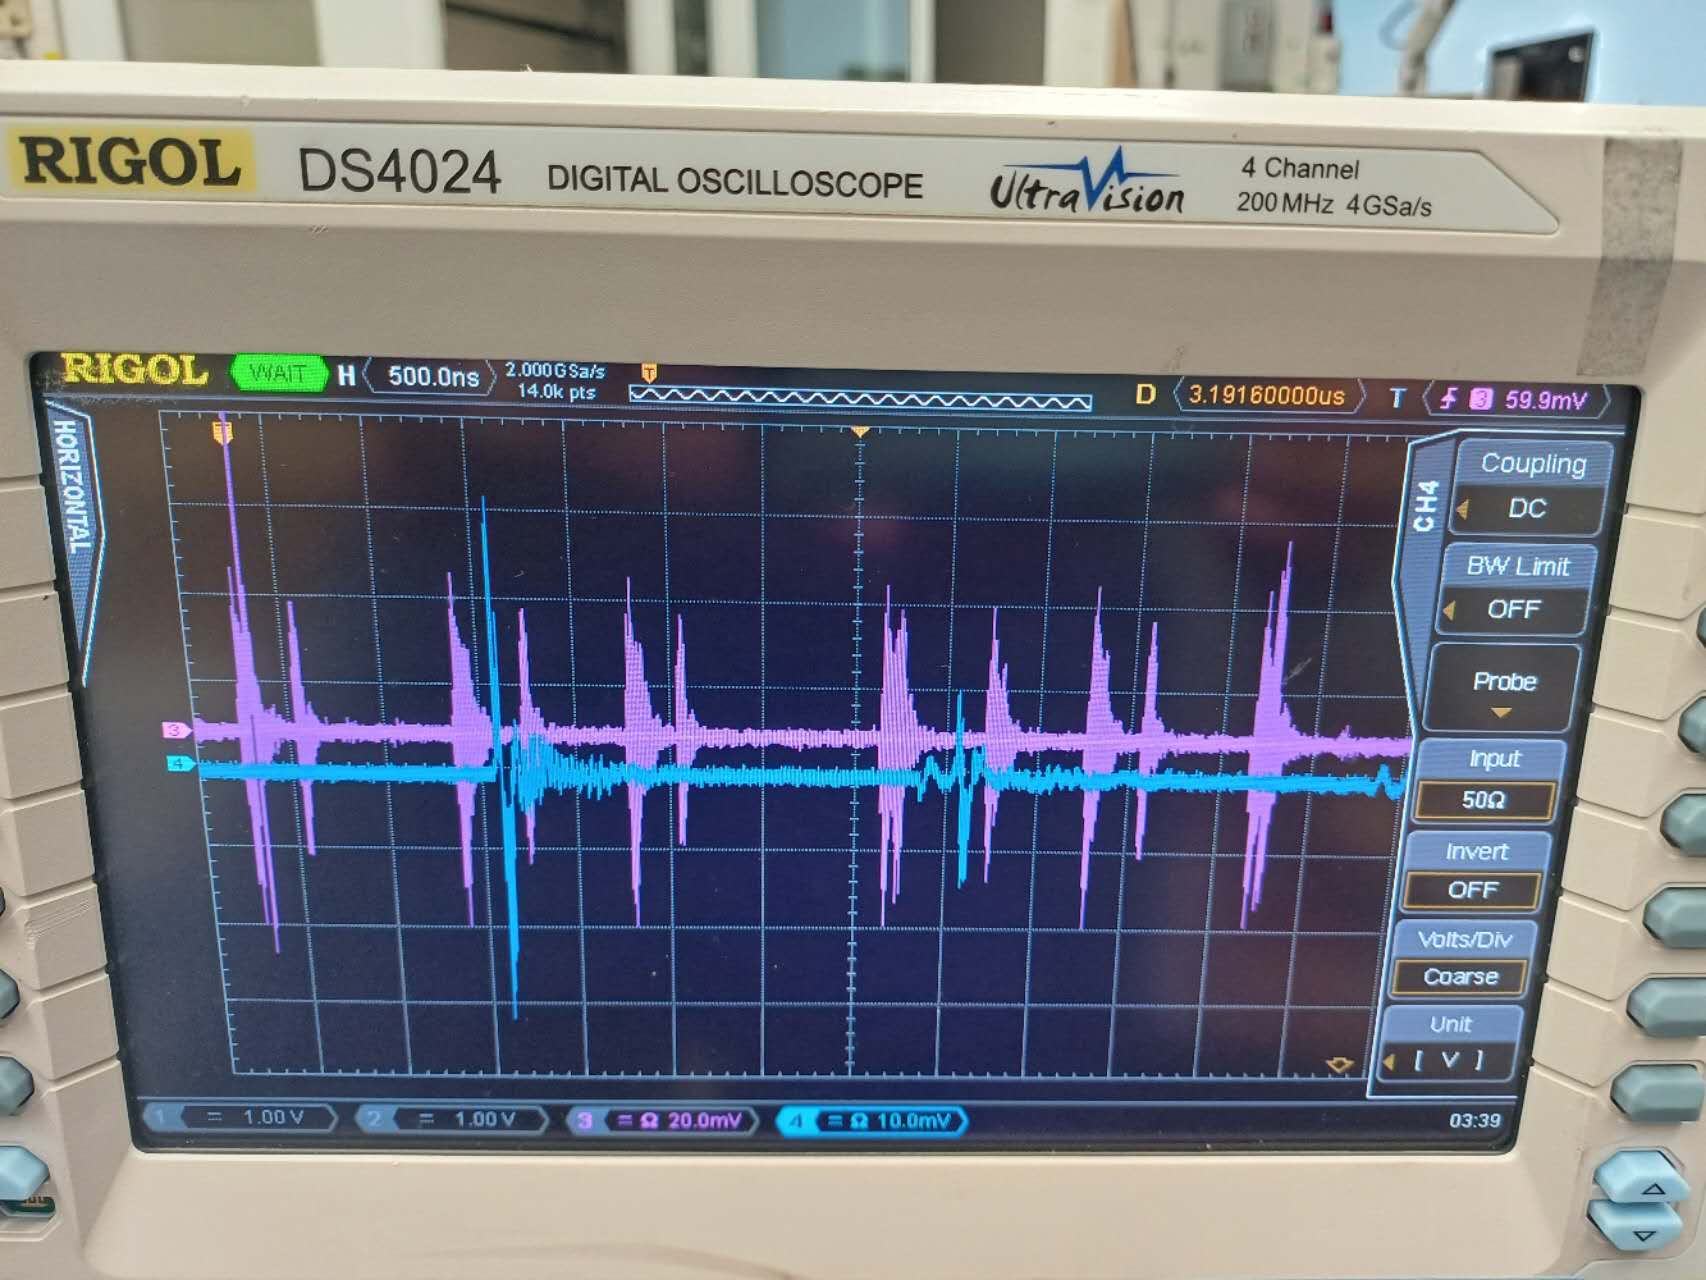 RIGOL DS4024 DIGITAL OSCILLOSCOPE UltraVision 4 Channel
200 MHz 4GSa/s
RIGOL WAIT H 500.0ns 2.000GSa/s
14.0k pts
T
D 3.19160000us T 3 59.9mV
HORIZONTAL
T
CH4
Coupling
DC
BW Limit
OFF
Probe
Input
50Ω
Invert
OFF
Volts/Div
Coarse
Unit
[ V ]
3
4
1 = 1.00 V 2 = 1.00 V 3 = Ω 20.0mV 4 = Ω 10.0mV 03:39